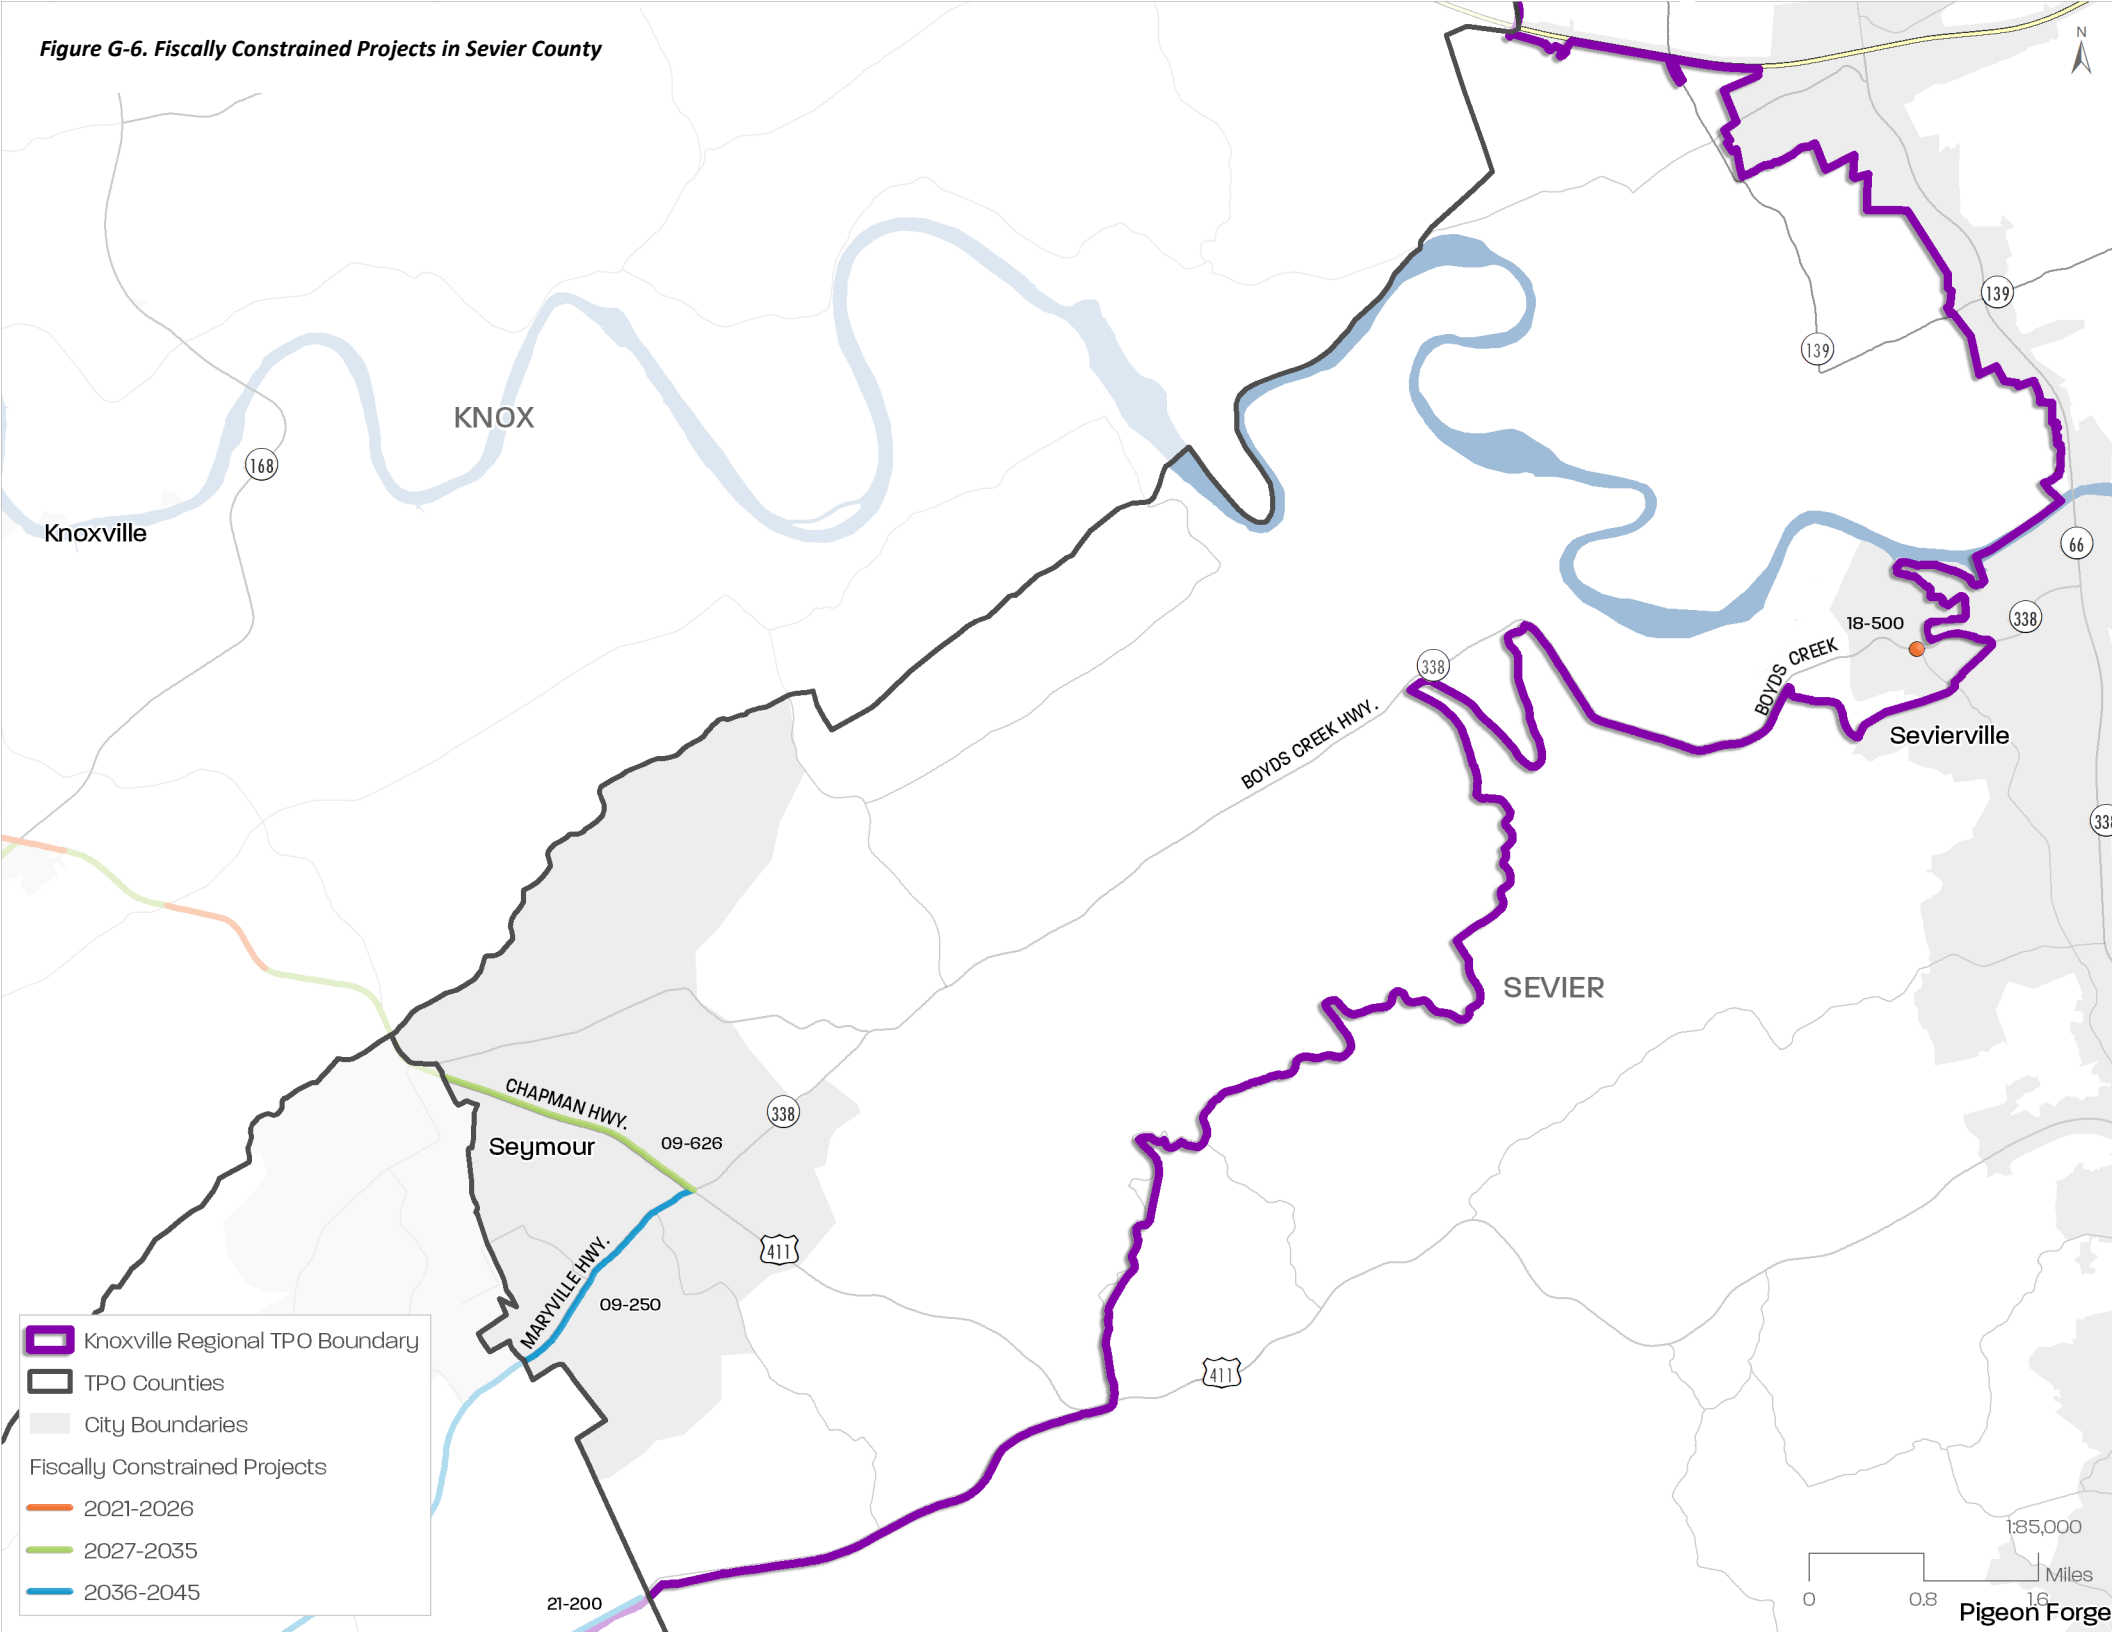 Figure G-6. Fiscally Constrained Projects in Sevier County
N
139
139
KNOX
168
Knoxville
66
18-500
338
338
BOYDS CREEK
BOYDS CREEK HWY.
Sevierville
338
SEVIER
CHAPMAN HWY.
338
Seymour
09-626
411
MARYVILLE HWY.
09-250
411
Knoxville Regional TPO Boundary
TPO Counties
City Boundaries
Fiscally Constrained Projects
2021-2026
2027-2035
2036-2045
21-200
1:85,000
Miles
0 0.8 1.6
Pigeon Forge